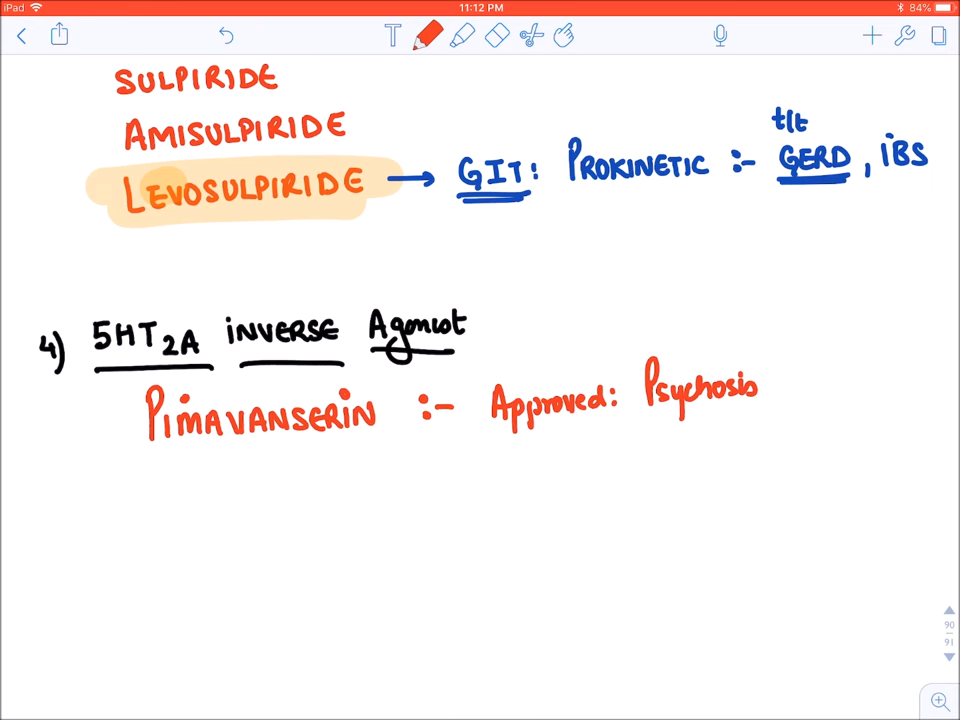 iPad 11:12 PM 84%
T
SULPIRIDE
AMISULPIRIDE
t/t
LEVOSULPIRIDE → GIT: PROKINETIC :- GERD, IBS
4) 5HT2A INVERSE Agonist
PIMAVANSERIN :- Approved: Psychosis
90
91